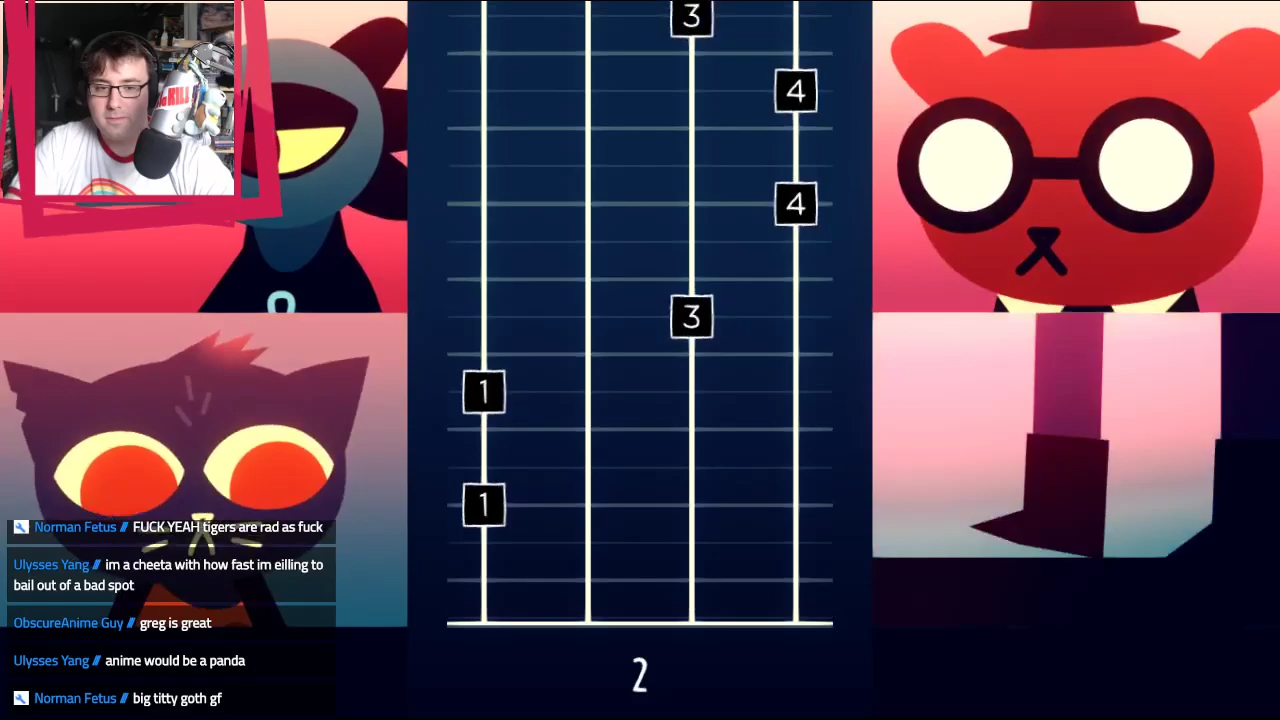 3
4
KILL
4
3
1
1
Norman Fetus // FUCK YEAH tigers are rad as fuck
Ulysses Yang // im a cheeta with how fast im eilling to
bail out of a bad spot
ObscureAnime Guy // greg is great
Ulysses Yang // anime would be a panda
Norman Fetus // big titty goth gf
2